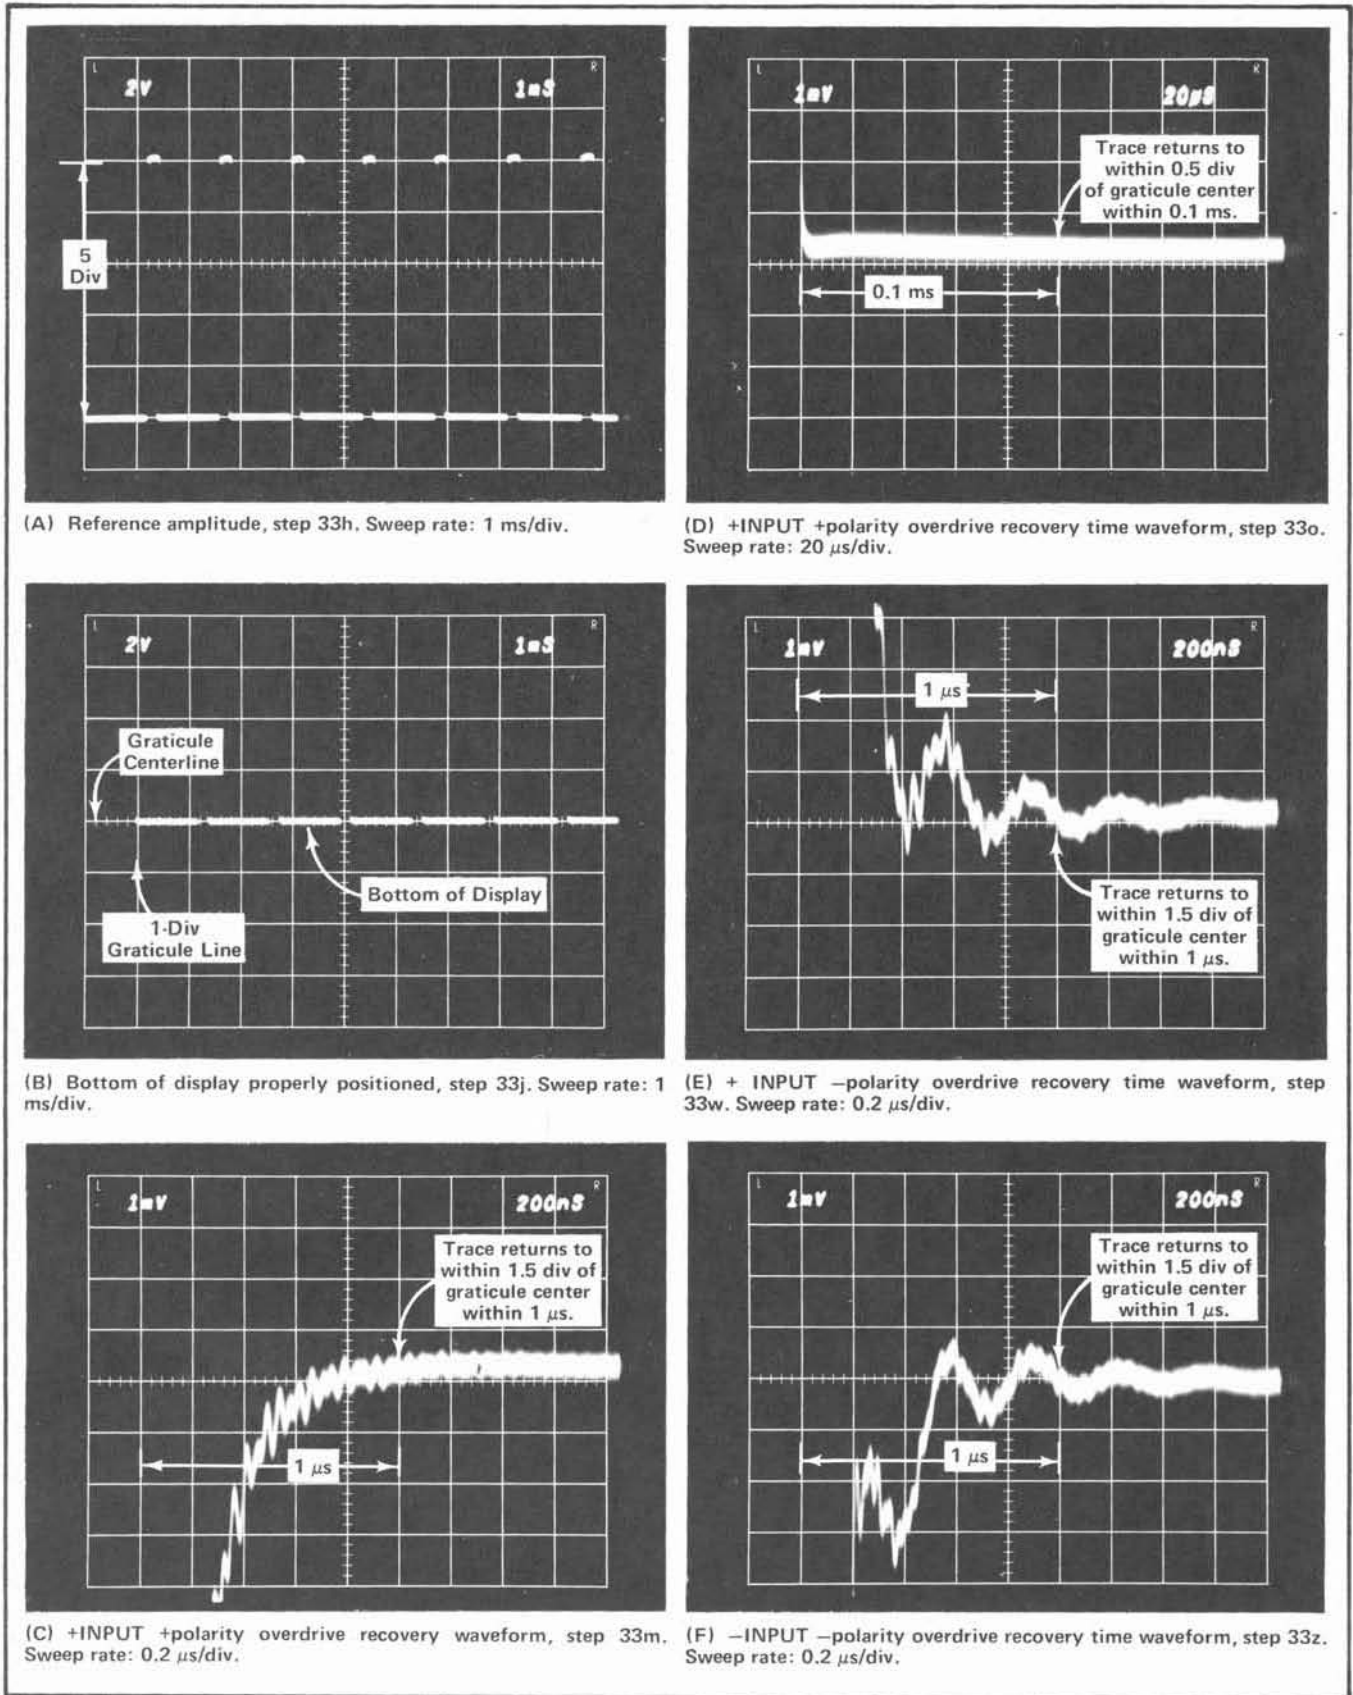 L
R
2V
1mS
5
Div
(A) Reference amplitude, step 33h. Sweep rate: 1 ms/div.
L
R
2V
1mS
Graticule
Centerline
Bottom of Display
1-Div
Graticule Line
(B) Bottom of display properly positioned, step 33j. Sweep rate: 1
ms/div.
L
R
1mV
200nS
Trace returns to
within 1.5 div of
graticule center
within 1 μs.
1 μs
(C) +INPUT +polarity overdrive recovery waveform, step 33m.
Sweep rate: 0.2 μs/div.
L
R
1mV
20μS
Trace returns to
within 0.5 div
of graticule center
within 0.1 ms.
0.1 ms
(D) +INPUT +polarity overdrive recovery time waveform, step 33o.
Sweep rate: 20 μs/div.
L
R
1mV
200nS
1 μs
Trace returns to
within 1.5 div of
graticule center
within 1 μs.
(E) + INPUT −polarity overdrive recovery time waveform, step
33w. Sweep rate: 0.2 μs/div.
L
R
1mV
200nS
Trace returns to
within 1.5 div of
graticule center
within 1 μs.
1 μs
(F) −INPUT −polarity overdrive recovery time waveform, step 33z.
Sweep rate: 0.2 μs/div.